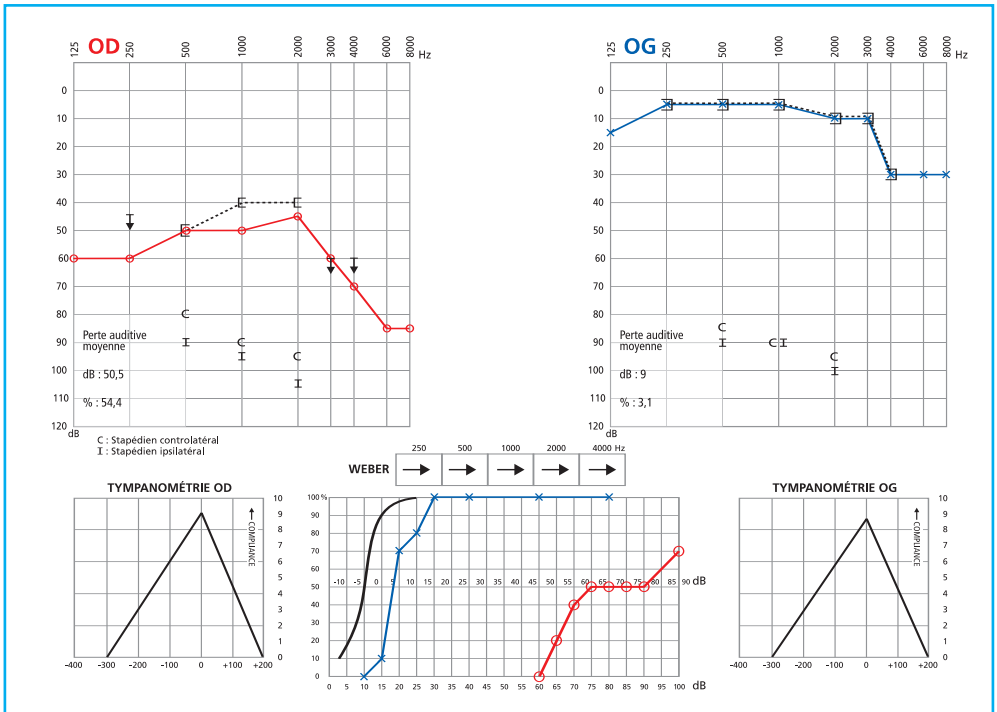 OD
125 250 500 1000 2000 3000 4000 6000 8000 Hz
0
10
20
30
40
50
60
70
80
90
100
110
120
dB
Perte auditive
moyenne
dB : 50,5
% : 54,4
C : Stapédien controlatéral
I : Stapédien ipsilatéral
OG
125 250 500 1000 2000 3000 4000 6000 8000 Hz
0
10
20
30
40
50
60
70
80
90
100
110
120
dB
Perte auditive
moyenne
dB : 9
% : 3,1
250 500 1000 2000 4000 Hz
WEBER
TYMPANOMÉTRIE OD
10
9
8
7
6
5
4
3
2
1
0
COMPLIANCE
-400 -300 -200 -100 0 +100 +200
100 %
90
80
70
60
50
40
30
20
10
0
-10 -5 0 5 10 15 20 25 30 35 40 45 50 55 60 65 70 75 80 85 90 dB
0 5 10 15 20 25 30 35 40 45 50 55 60 65 70 75 80 85 90 95 100 dB
TYMPANOMÉTRIE OG
10
9
8
7
6
5
4
3
2
1
0
COMPLIANCE
-400 -300 -200 -100 0 +100 +200